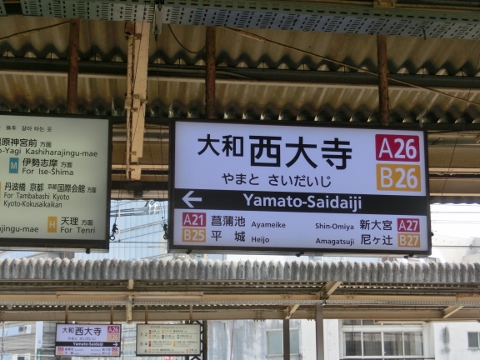 神宮前 方面
-Yagi Kashiharajingu-mae
M 伊勢志摩 方面
For Ise-Shima
丹波橋 京都 国際会館 方面
For Tambabashi Kyoto
Kyoto-Kokusaikaikan
H 天理 方面
For Tenri
jingu-mae
大和西大寺
やまと さいだいじ
A26
B26
← Yamato-Saidaiji
A21 菖蒲池 Ayameike
B25 平城 Heijo
Shin-Omiya 新大宮 A27
Amagatsuji 尼ヶ辻 B27
大和西大寺
Yamato-Saidaiji